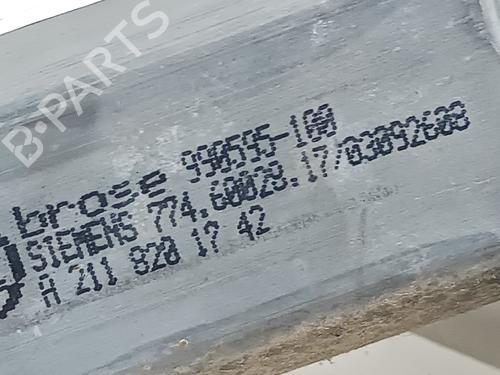 B-PARTS
brose 990595-100
SIEMENS 774.60028.17/03092608
A 211 820 17 42